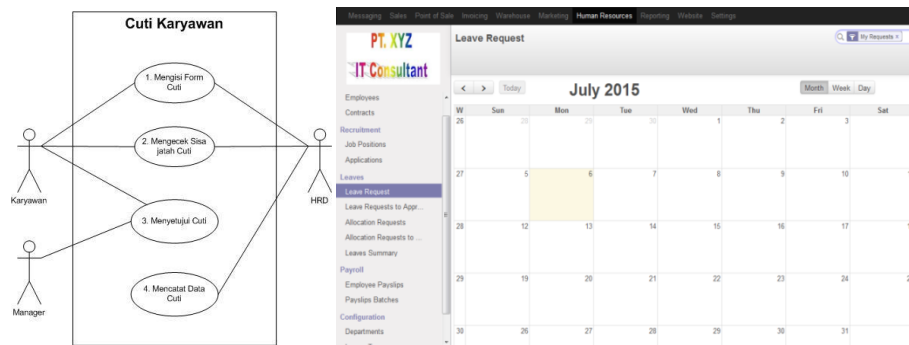 Cuti Karyawan
1. Mengisi Form
Cuti
2. Mengecek Sisa
jatah Cuti
3. Menyetujui Cuti
4. Mencatat Data
Cuti
Karyawan
Manager
HRD
Messaging Sales Point of Sale Invoicing Warehouse Marketing Human Resources Reporting Website Settings
PT. XYZ
IT Consultant
Employees
Contracts
Recruitment
Job Positions
Applications
Leaves
Leave Request
Leave Requests to Appr...
Allocation Requests
Allocation Requests to ...
Leaves Summary
Payroll
Employee Payslips
Payslips Batches
Configuration
Departments
Leave Request
My Requests ×
< > Today July 2015 Month Week Day
W Sun Mon Tue Wed Thu Fri Sat
26 28 29 30 1 2 3
27 5 6 7 8 9 10
28 12 13 14 15 16 17
29 19 20 21 22 23 24
30 26 27 28 29 30 31